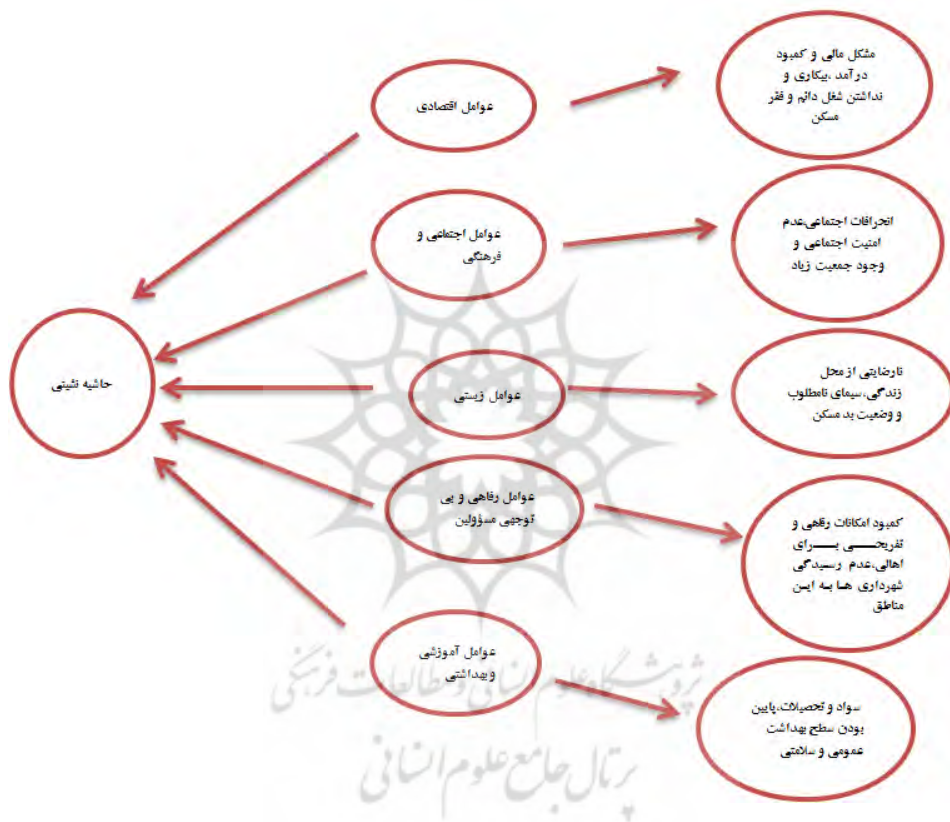 مشکل مالی و کمبود
در آمد ،بیکاری و
نداشتن شغل دائم و فقر
مسکن
عوامل اقتصادی
انحرافات اجتماعی،عدم
امنیت اجتماعی و
وجود جمعیت زیاد
عوامل اجتماعی و
فرهنگی
نارضایتی از محل
زندگی،سیمای نامطلوب
و وضعیت بد مسکن
عوامل زیستی
حاشیه نشینی
کمبود امکانات رفاهی و
تفریحی برای
اهالی،عدم رسیدگی
شهرداری ها به این
مناطق
عوامل رفاهی و بی
توجهی مسؤولین
سواد و تحصیلات،پایین
بودن سطح بهداشت
عمومی و سلامتی
عوامل آموزشی
و بهداشتی
پژوهشگاه علوم انسانی و مطالعات فرهنگی
پرتال جامع علوم انسانی